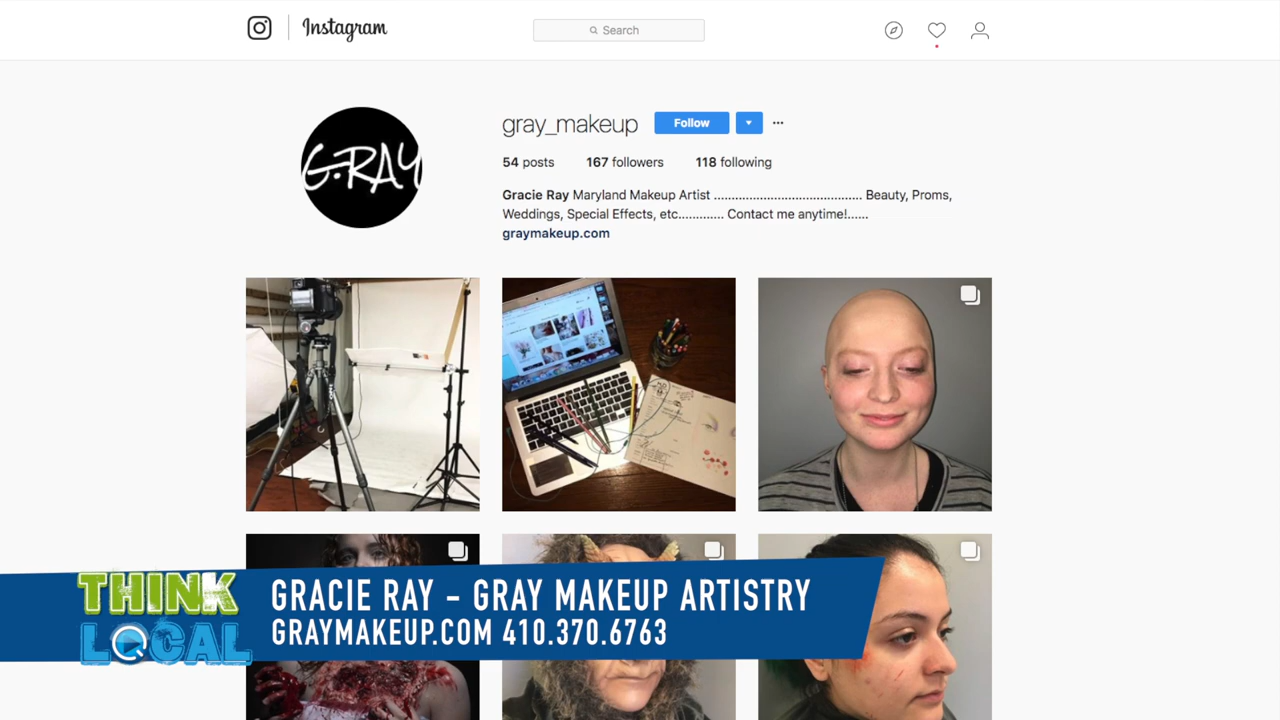 Instagram
Search
gray_makeup Follow
54 posts 167 followers 118 following
Gracie Ray Maryland Makeup Artist .......................................... Beauty, Proms,
Weddings, Special Effects, etc............. Contact me anytime!......
graymakeup.com
G.RAY
THINK
LOCAL
GRACIE RAY - GRAY MAKEUP ARTISTRY
GRAYMAKEUP.COM 410.370.6763